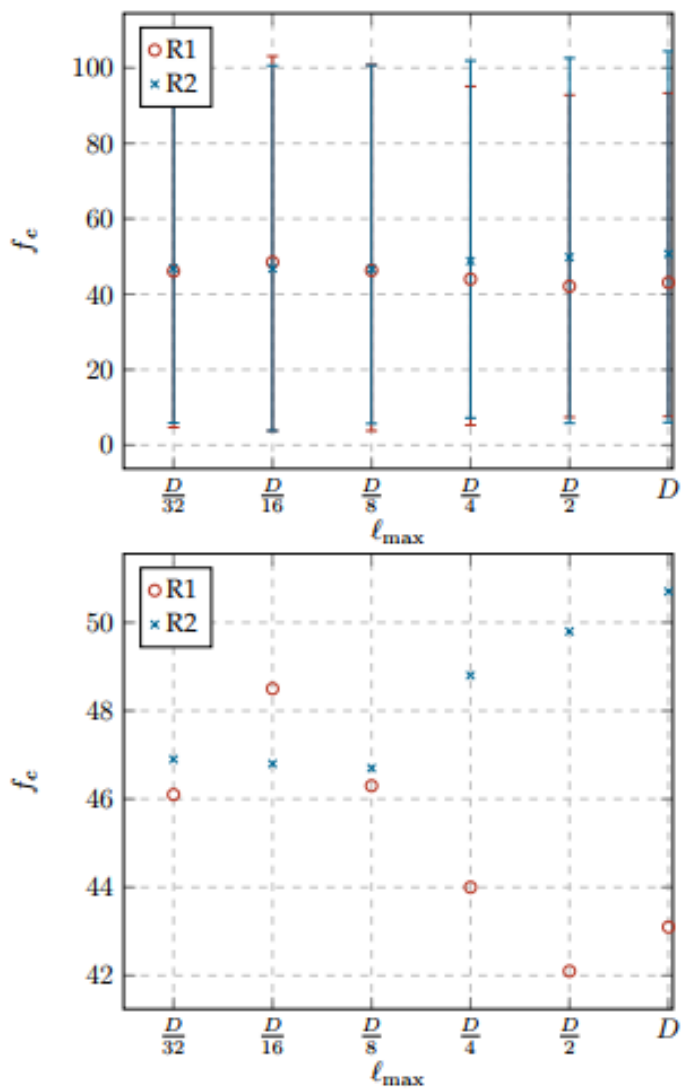 100
80
60
40
20
0
f_c
R1
R2
D/32 D/16 D/8 D/4 D/2 D
ℓ_max
50
48
46
44
42
f_c
R1
R2
D/32 D/16 D/8 D/4 D/2 D
ℓ_max